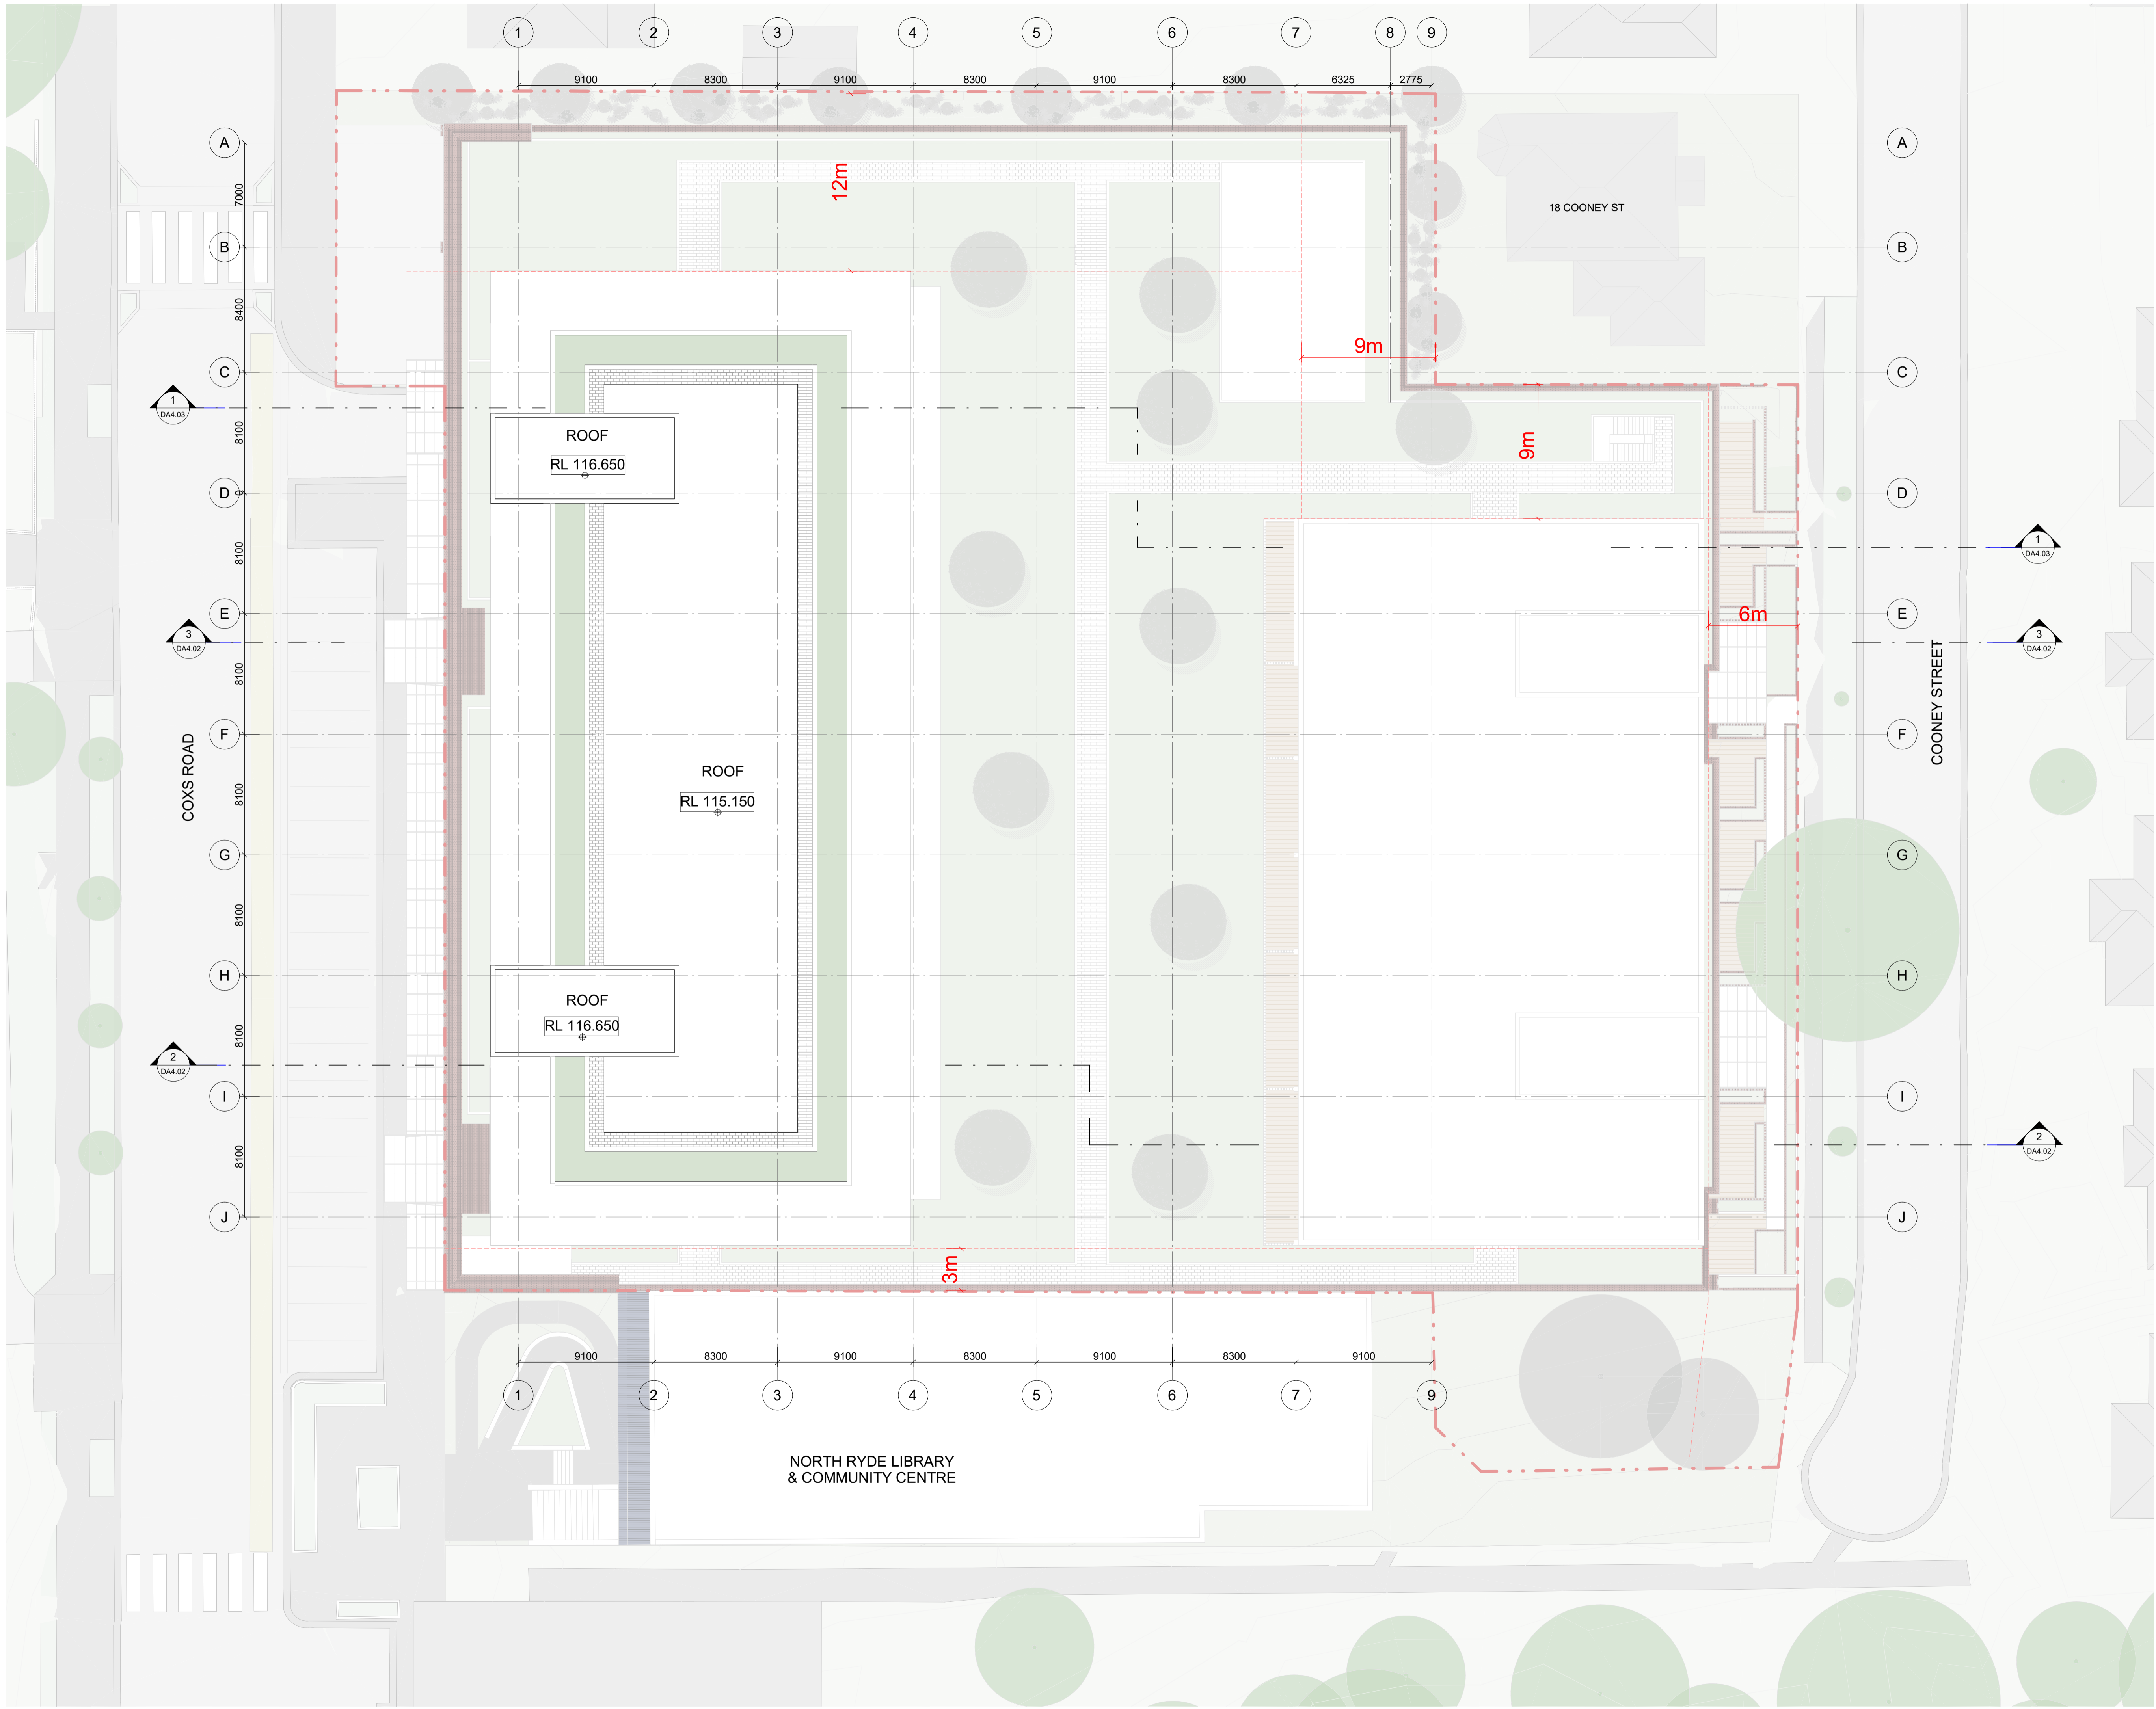 1 2 3 4 5 6 7 8 9
9100 8300 9100 8300 9100 8300 6325 2775
A
A
7000
12m
18 COONEY ST
B
B
8400
9m
C
C
1
DA4.03
8100
ROOF
RL 116.650
9m
D
0
D
8100
1
DA4.03
E
6m
E
3
DA4.02
3
DA4.02
8100
COONEY STREET
F
F
COXS ROAD
ROOF
RL 115.150
8100
G
G
8100
H
H
ROOF
RL 116.650
8100
2
DA4.02
I
I
8100
2
DA4.02
J
J
3m
9100 8300 9100 8300 9100 8300 9100
1 2 3 4 5 6 7 9
NORTH RYDE LIBRARY
& COMMUNITY CENTRE